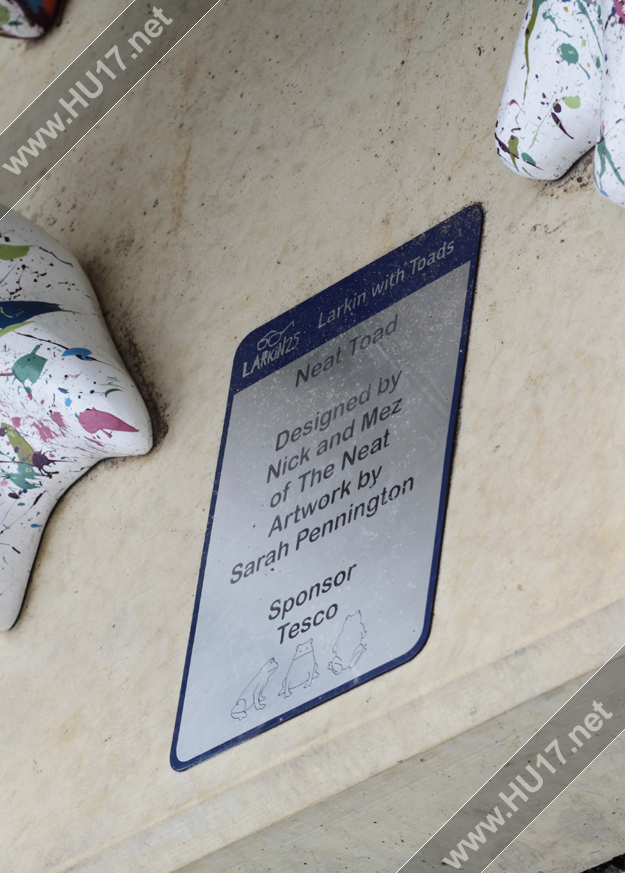 www.HU17.net
LARKIN25 Larkin with Toads
Neat Toad
Designed by
Nick and Mez
of The Neat
Artwork by
Sarah Pennington
Sponsor
Tesco
www.HU17.net